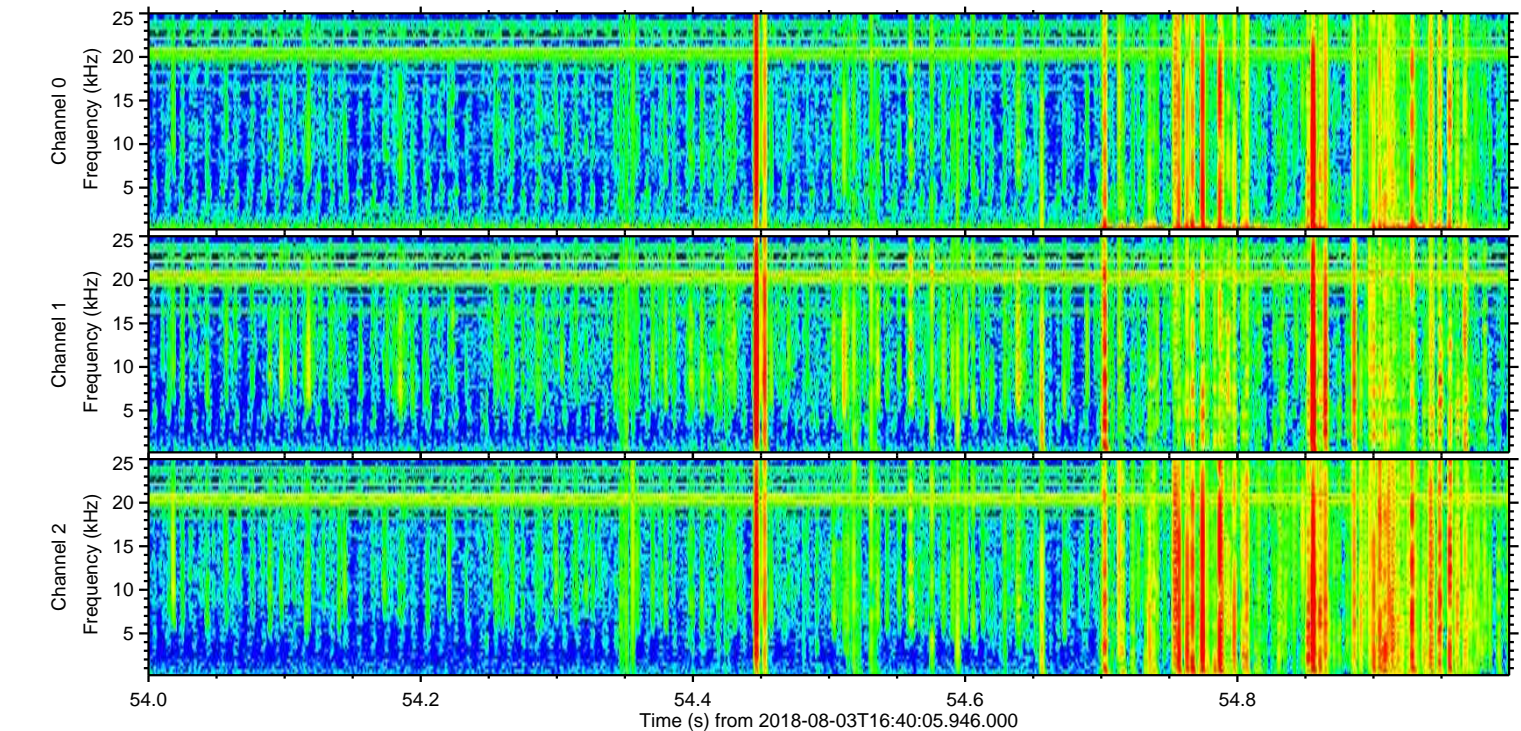 25
20
15
10
5
Channel 0
Frequency (kHz)
25
20
15
10
5
Channel 1
Frequency (kHz)
25
20
15
10
5
Channel 2
Frequency (kHz)
54.0 54.2 54.4 54.6 54.8
Time (s) from 2018-08-03T16:40:05.946.000